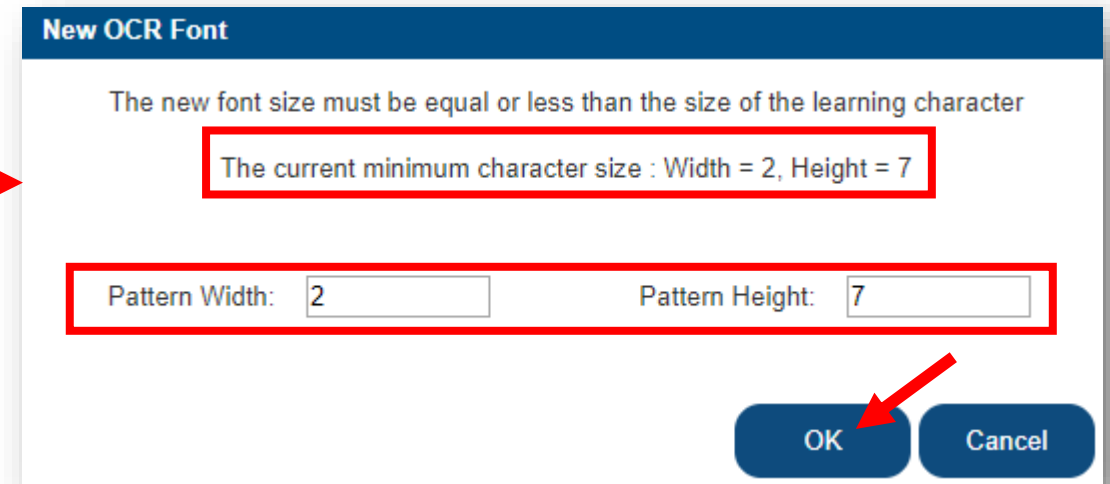 New OCR Font
The new font size must be equal or less than the size of the learning character
The current minimum character size : Width = 2, Height = 7
Pattern Width: 2 Pattern Height: 7
OK Cancel